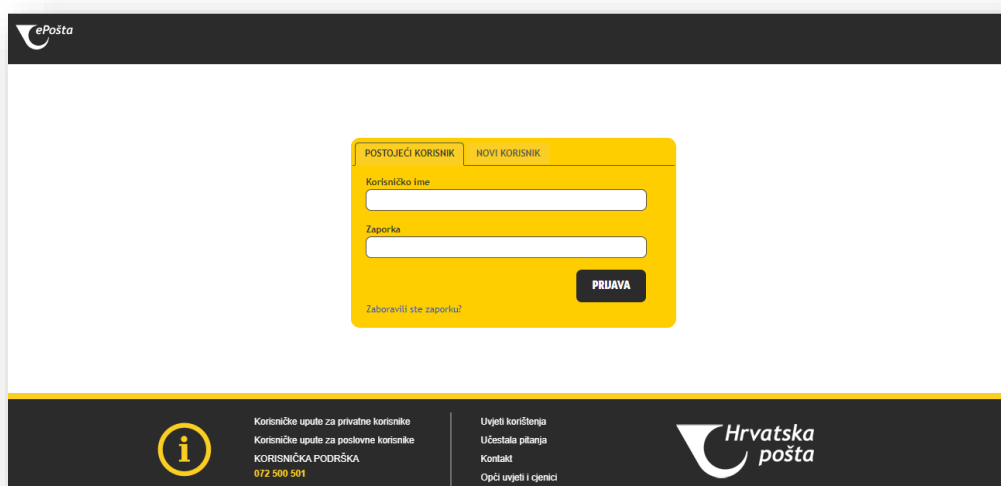 ePošta
POSTOJEĆI KORISNIK
NOVI KORISNIK
Korisničko ime
Zaporka
PRIJAVA
Zaboravili ste zaporku?
Korisničke upute za privatne korisnike
Korisničke upute za poslovne korisnike
KORISNIČKA PODRŠKA
072 500 501
Uvjeti korištenja
Učestala pitanja
Kontakt
Opći uvjeti i cjenici
Hrvatska
pošta